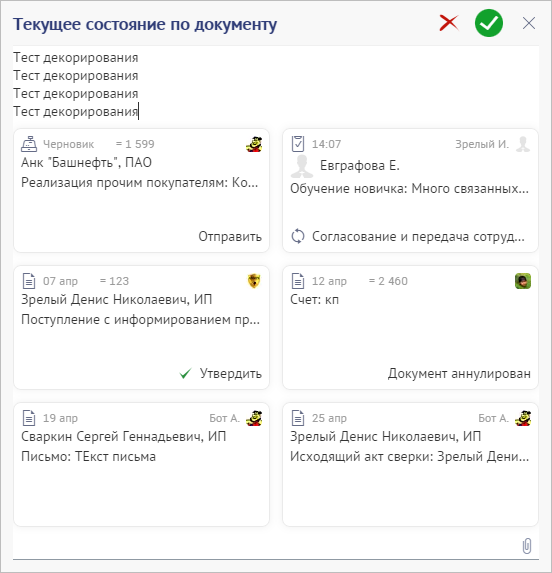 Текущее состояние по документу
Тест декорирования
Тест декорирования
Тест декорирования
Тест декорирования
Черновик = 1 599
Анк "Башнефть", ПАО
Реализация прочим покупателям: Ко...
Отправить
14:07 Зрелый И.
Евграфова Е.
Обучение новичка: Много связанных...
Согласование и передача сотруд...
07 апр = 123
Зрелый Денис Николаевич, ИП
Поступление с информированием пр...
Утвердить
12 апр = 2 460
Счет: кп
Документ аннулирован
19 апр Бот А.
Сваркин Сергей Геннадьевич, ИП
Письмо: ТЕкст письма
25 апр Бот А.
Зрелый Денис Николаевич, ИП
Исходящий акт сверки: Зрелый Дени...